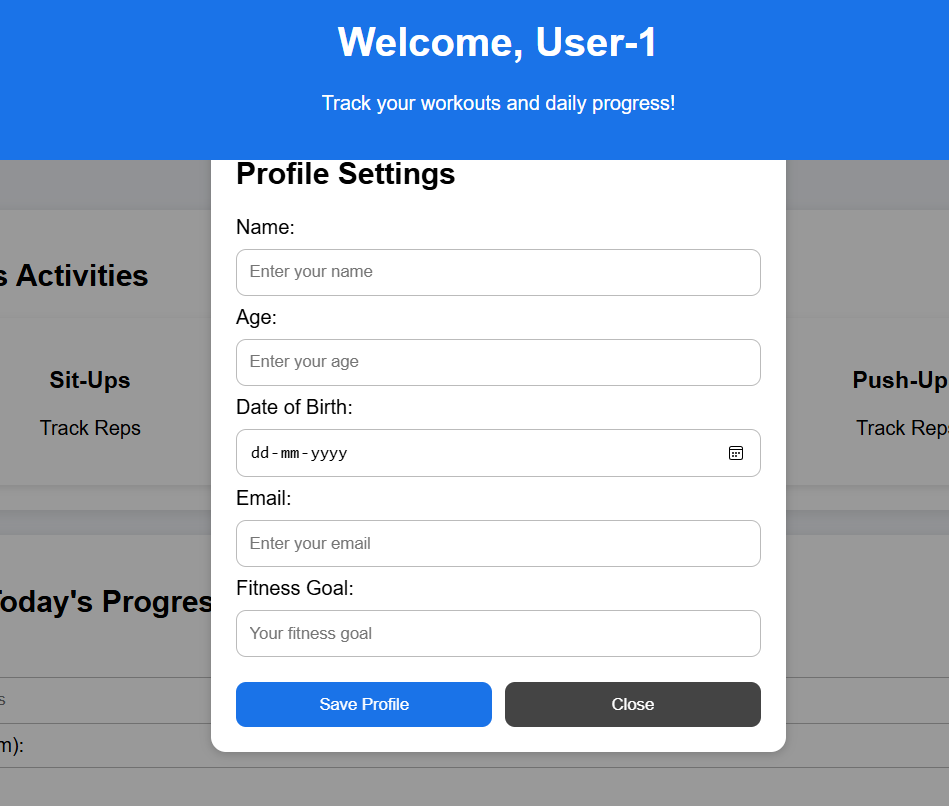 Welcome, User-1
Track your workouts and daily progress!
Profile Settings
Name:
Enter your name
s Activities
Age:
Enter your age
Sit-Ups
Push-Up
Track Reps
Track Rep
Date of Birth:
dd-mm-yyyy
Email:
Enter your email
Fitness Goal:
oday's Progres
Your fitness goal
s
Save Profile
Close
m):